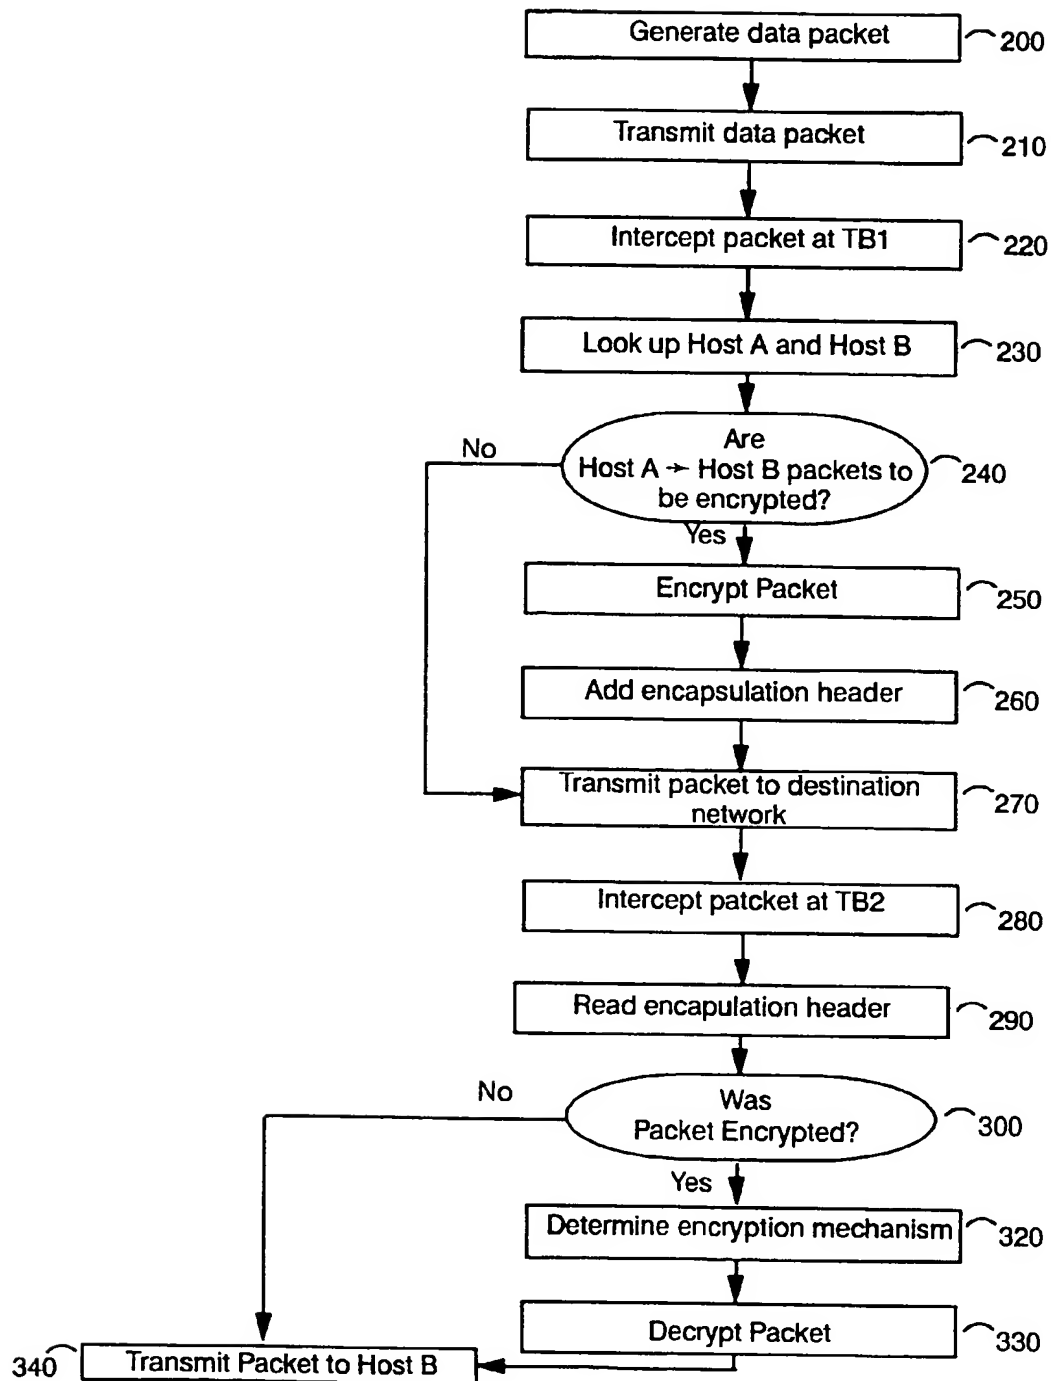 Generate data packet
200
Transmit data packet
210
Intercept packet at TB1
220
Look up Host A and Host B
230
Are
Host A → Host B packets to
be encrypted?
240
No
Yes
Encrypt Packet
250
Add encapsulation header
260
Transmit packet to destination
network
270
Intercept patcket at TB2
280
Read encapulation header
290
Was
Packet Encrypted?
300
No
Yes
Determine encryption mechanism
320
Decrypt Packet
330
340
Transmit Packet to Host B